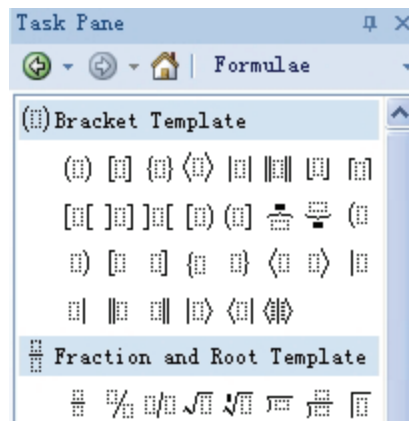 Task Pane
Formulae
Bracket Template
Fraction and Root Template